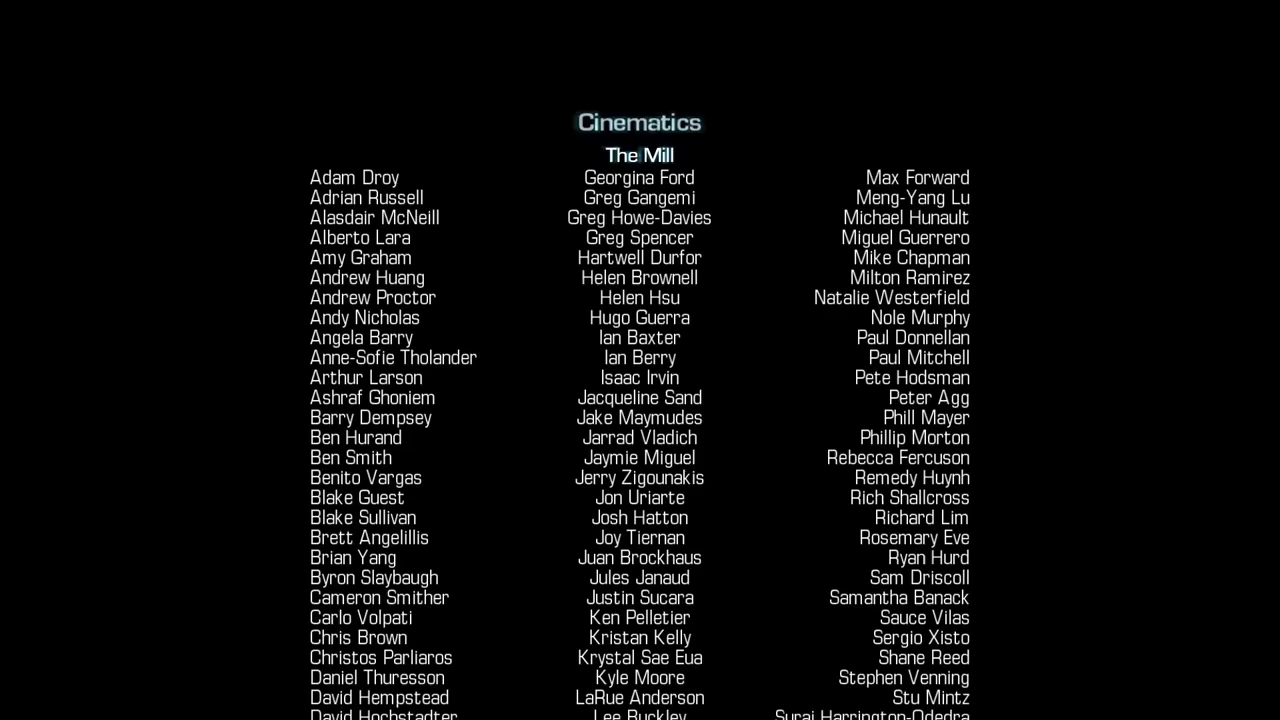 Cinematics
The Mill
Adam Droy Georgina Ford Max Forward
Adrian Russell Greg Gangemi Meng-Yang Lu
Alasdair McNeill Greg Howe-Davies Michael Hunault
Alberto Lara Greg Spencer Miguel Guerrero
Amy Graham Hartwell Durfor Mike Chapman
Andrew Huang Helen Brownell Milton Ramirez
Andrew Proctor Helen Hsu Natalie Westerfield
Andy Nicholas Hugo Guerra Nole Murphy
Angela Barry Ian Baxter Paul Donnellan
Anne-Sofie Tholander Ian Berry Paul Mitchell
Arthur Larson Isaac Irvin Pete Hodsman
Ashraf Ghoniem Jacqueline Sand Peter Agg
Barry Dempsey Jake Maymudes Phill Mayer
Ben Hurand Jarrad Vladich Phillip Morton
Ben Smith Jaymie Miguel Rebecca Fercuson
Benito Vargas Jerry Zigounakis Remedy Huynh
Blake Guest Jon Uriarte Rich Shallcross
Blake Sullivan Josh Hatton Richard Lim
Brett Angelillis Joy Tiernan Rosemary Eve
Brian Yang Juan Brockhaus Ryan Hurd
Byron Slaybaugh Jules Janaud Sam Driscoll
Cameron Smither Justin Sucara Samantha Banack
Carlo Volpati Ken Pelletier Sauce Vilas
Chris Brown Kristan Kelly Sergio Xisto
Christos Parliaros Krystal Sae Eua Shane Reed
Daniel Thuresson Kyle Moore Stephen Venning
David Hempstead LaRue Anderson Stu Mintz
David Hochstadter Lee Buckley Suraj Harrington-Odedra